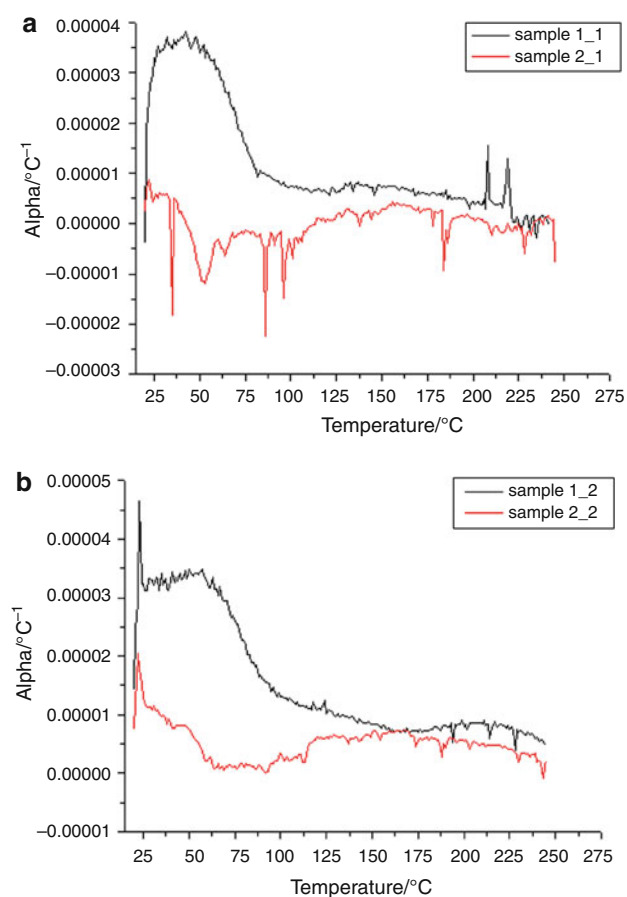 a
0.00004
0.00003
0.00002
0.00001
0.00000
−0.00001
−0.00002
−0.00003
Alpha/°C⁻¹
sample 1_1
sample 2_1
25 50 75 100 125 150 175 200 225 250 275
Temperature/°C
b
0.00005
0.00004
0.00003
0.00002
0.00001
0.00000
−0.00001
Alpha/°C⁻¹
sample 1_2
sample 2_2
25 50 75 100 125 150 175 200 225 250 275
Temperature/°C